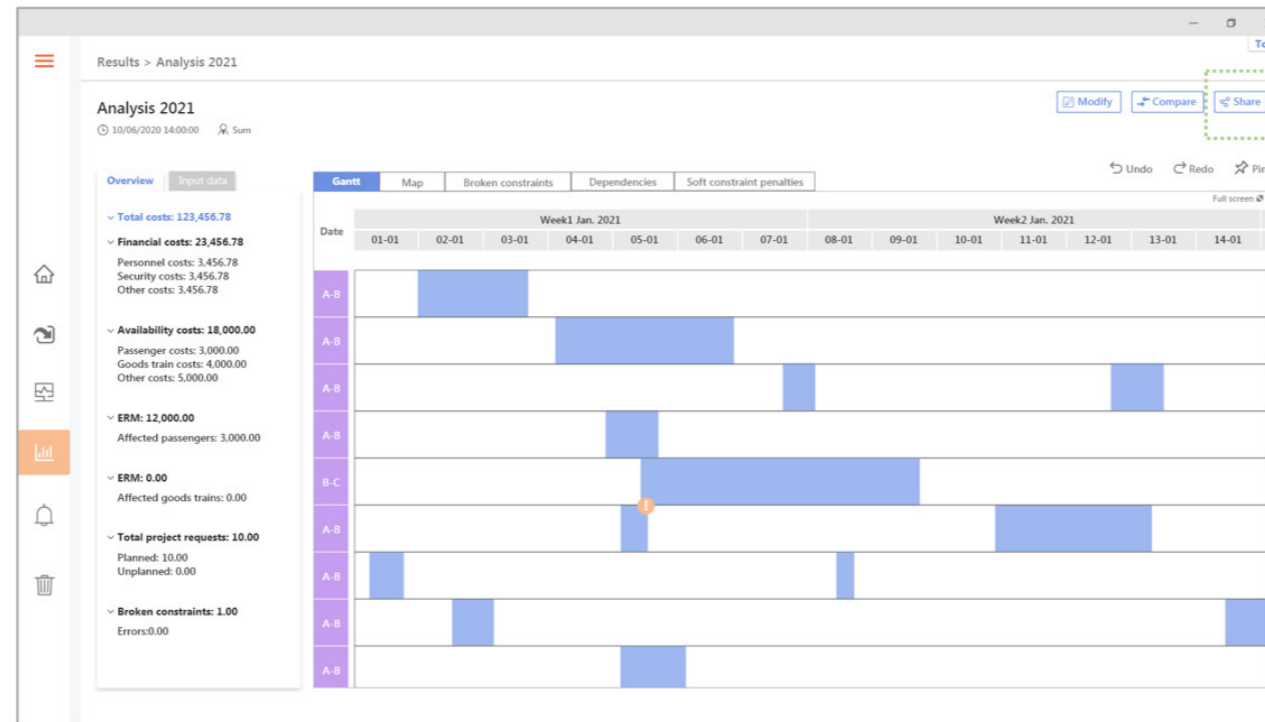 To
Results > Analysis 2021
Analysis 2021
Modify
Compare
Share
10/06/2020 14:00:00 Sum
Undo
Redo
Pin
Overview
Input data
Gantt
Map
Broken constraints
Dependencies
Soft constraint penalties
Full screen
Total costs: 123,456.78
Financial costs: 23,456.78
Personnel costs: 3,456.78
Security costs: 3,456.78
Other costs: 3,456.78
Availability costs: 18,000.00
Passenger costs: 3,000.00
Goods train costs: 4,000.00
Other costs: 5,000.00
ERM: 12,000.00
Affected passengers: 3,000.00
ERM: 0.00
Affected goods trains: 0.00
Total project requests: 10.00
Planned: 10.00
Unplanned: 0.00
Broken constraints: 1.00
Errors:0.00
Date
Week1 Jan. 2021
Week2 Jan. 2021
01-01 02-01 03-01 04-01 05-01 06-01 07-01 08-01 09-01 10-01 11-01 12-01 13-01 14-01
A-B
A-B
A-B
A-B
B-C
!
A-B
A-B
A-B
A-B